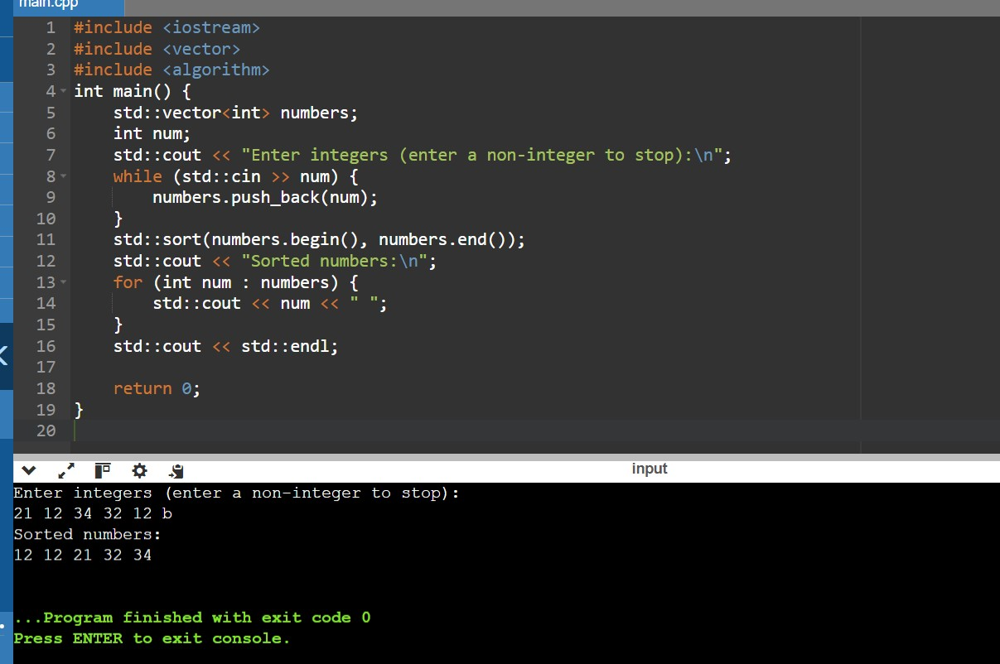 main.cpp
1 #include <iostream>
2 #include <vector>
3 #include <algorithm>
4 int main() {
5     std::vector<int> numbers;
6     int num;
7     std::cout << "Enter integers (enter a non-integer to stop):\n";
8     while (std::cin >> num) {
9         numbers.push_back(num);
10     }
11     std::sort(numbers.begin(), numbers.end());
12     std::cout << "Sorted numbers:\n";
13     for (int num : numbers) {
14         std::cout << num << " ";
15     }
16     std::cout << std::endl;
17
18     return 0;
19 }
20
input
Enter integers (enter a non-integer to stop):
21 12 34 32 12 b
Sorted numbers:
12 12 21 32 34
...Program finished with exit code 0
Press ENTER to exit console.